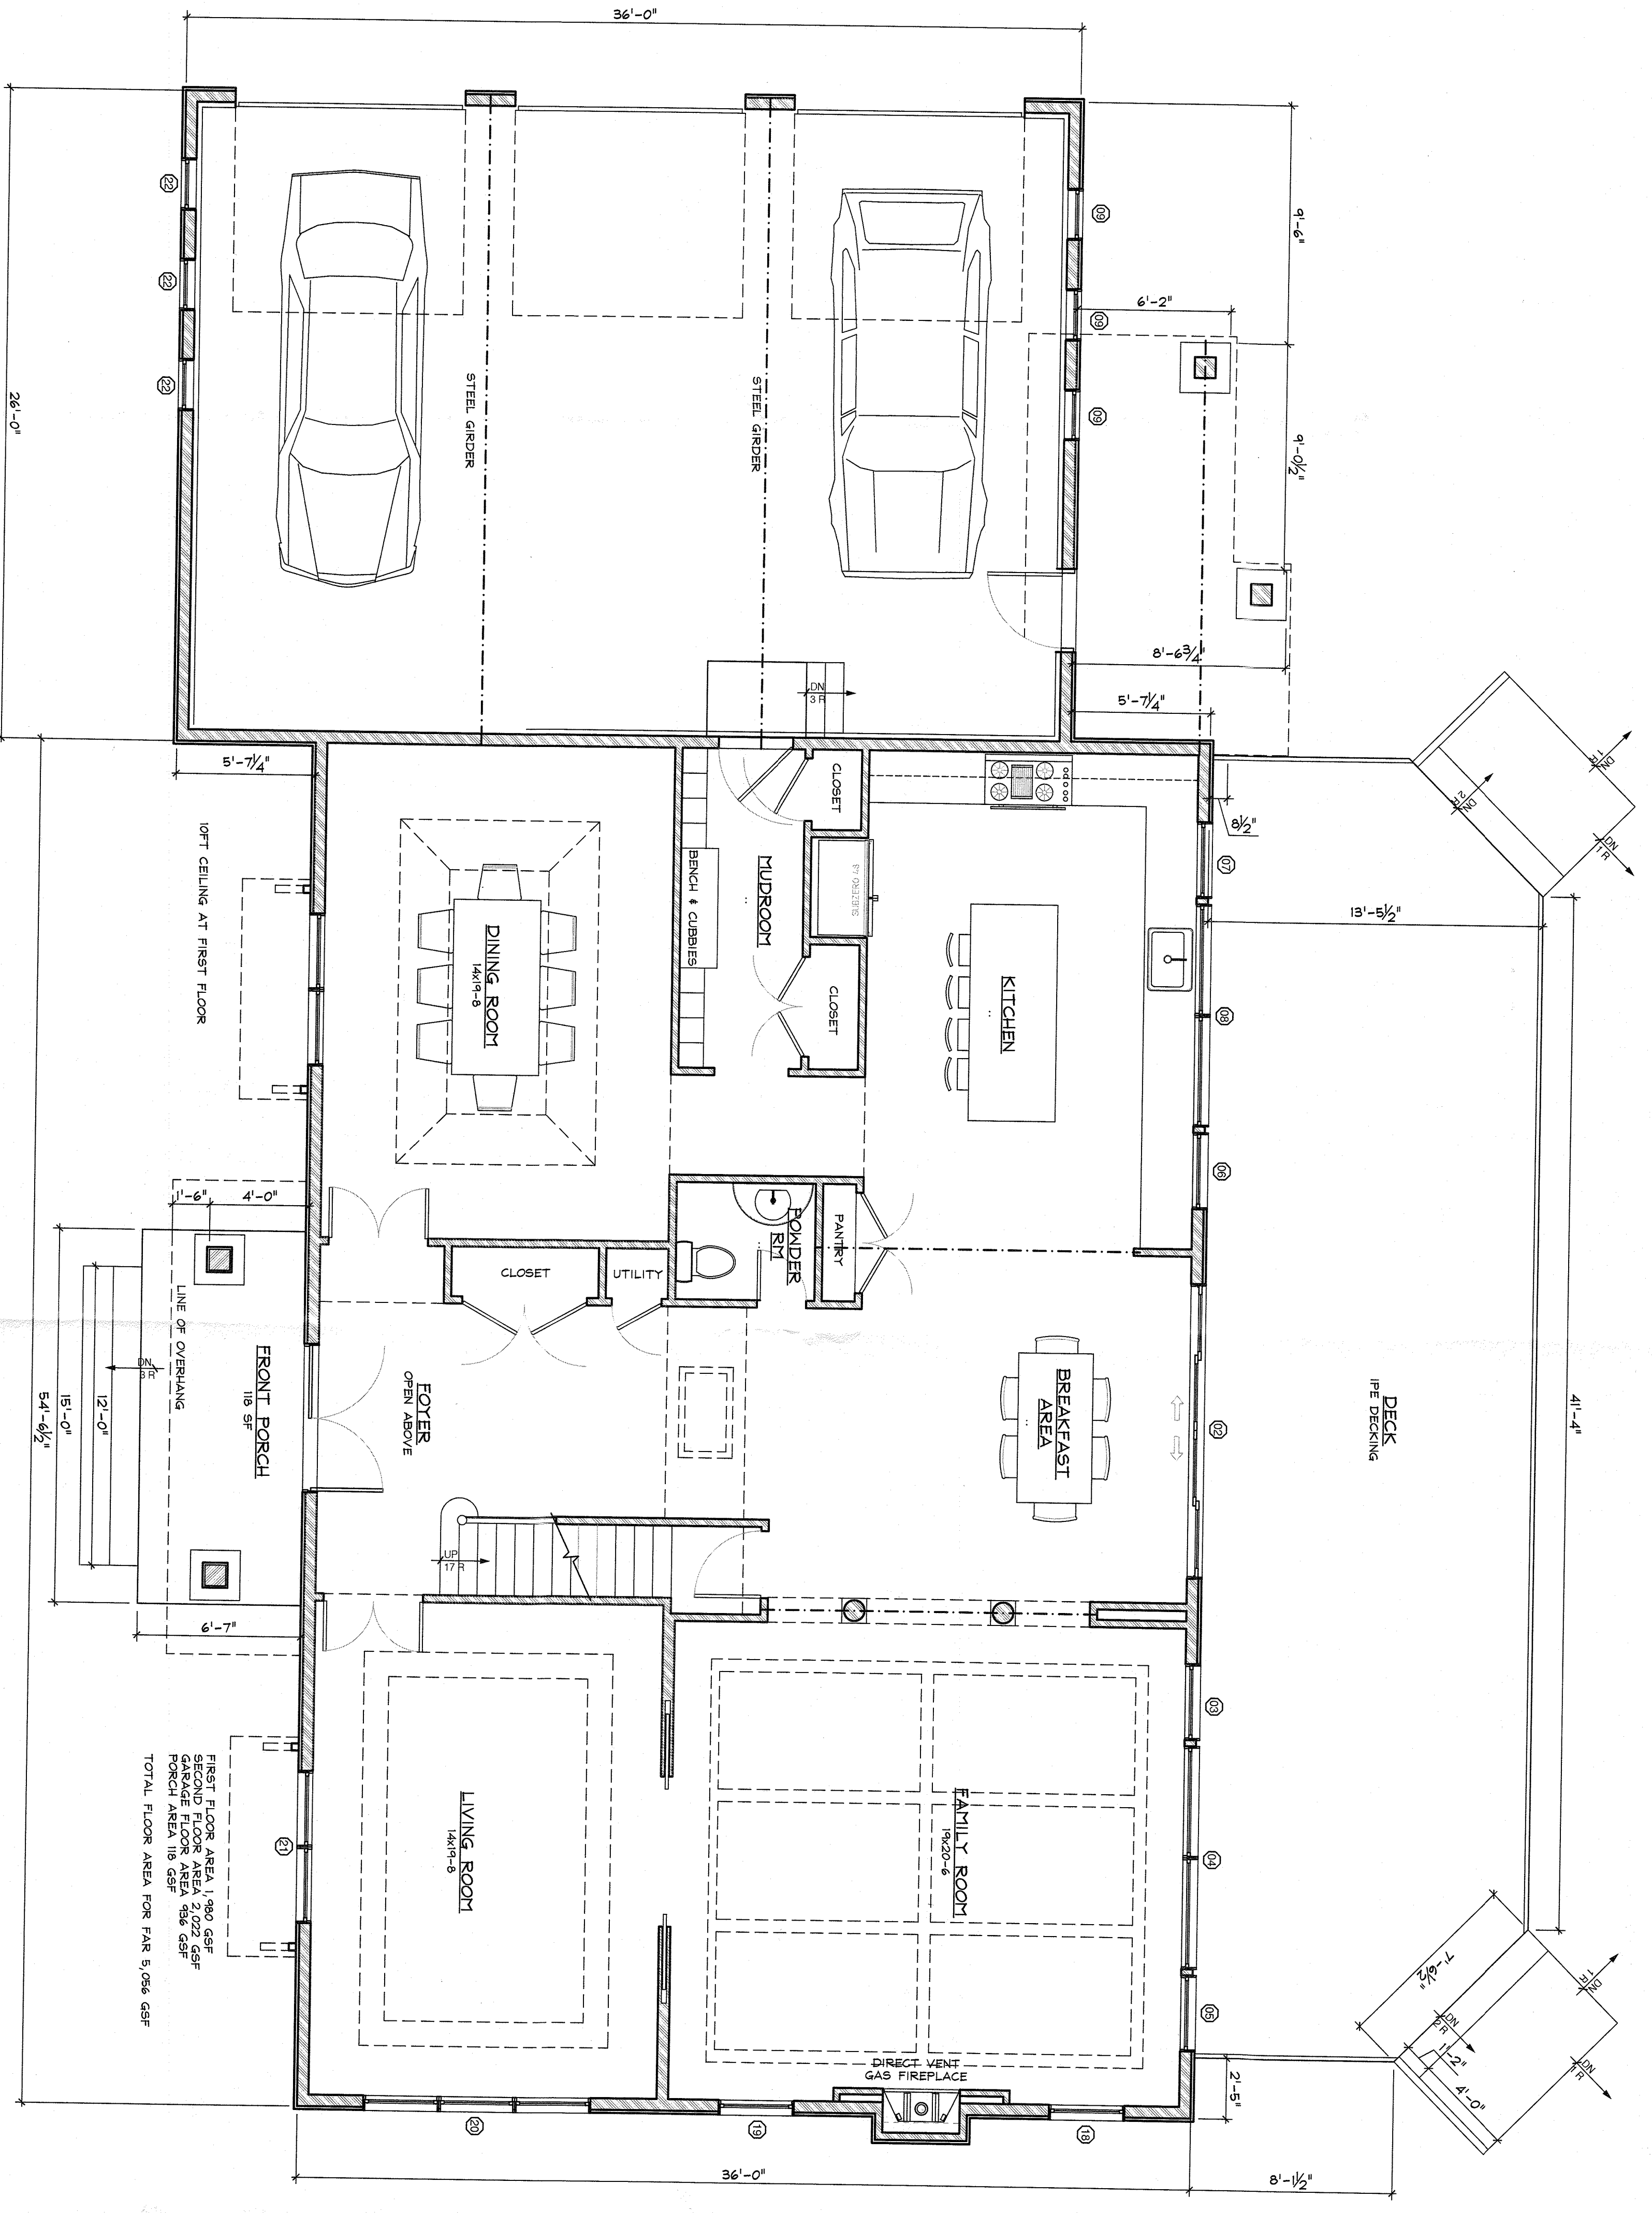 36'-0"
26'-0"
9'-6"
6'-2"
9'-0½"
8'-6¾"
5'-7¼"
22
22
22
09
09
09
STEEL GIRDER
STEEL GIRDER
DN
3 R
5'-7¼"
10FT CEILING AT FIRST FLOOR
DINING ROOM
14x19-8
BENCH & CUBBIES
MUDROOM
CLOSET
SUBZERO 48
CLOSET
KITCHEN
8½"
07
08
06
13'-5½"
DN
1 R
DN
2 R
DN
1 R
41'-4"
DECK
IPE DECKING
1'-6"
4'-0"
LINE OF OVERHANG
FRONT PORCH
118 SF
DN
3 R
12'-0"
15'-0"
54'-6½"
6'-7"
CLOSET
UTILITY
POWDER
RM
PANTRY
FOYER
OPEN ABOVE
UP
17 R
BREAKFAST
AREA
02
LIVING ROOM
14x19-8
FAMILY ROOM
19x20-6
03
04
05
21
FIRST FLOOR AREA 1,980 GSF
SECOND FLOOR AREA 2,022 GSF
GARAGE FLOOR AREA 936 GSF
PORCH AREA 118 GSF
TOTAL FLOOR AREA FOR FAR 5,056 GSF
DIRECT VENT
GAS FIREPLACE
20
19
18
2'-5"
7'-6½"
DN
2 R
1'-2"
4'-0"
DN
1 R
DN
1 R
36'-0"
8'-1½"